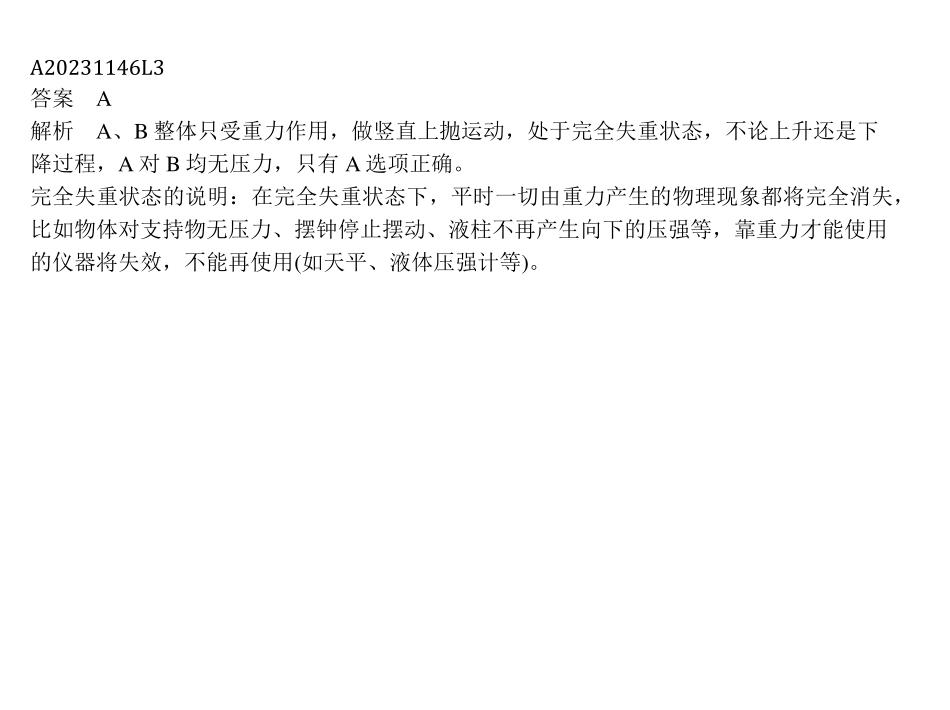 A20231146L3
答案　A
解析　A、B 整体只受重力作用，做竖直上抛运动，处于完全失重状态，不论上升还是下
降过程，A 对 B 均无压力，只有 A 选项正确。
完全失重状态的说明：在完全失重状态下，平时一切由重力产生的物理现象都将完全消失，
比如物体对支持物无压力、摆钟停止摆动、液柱不再产生向下的压强等，靠重力才能使用
的仪器将失效，不能再使用(如天平、液体压强计等)。